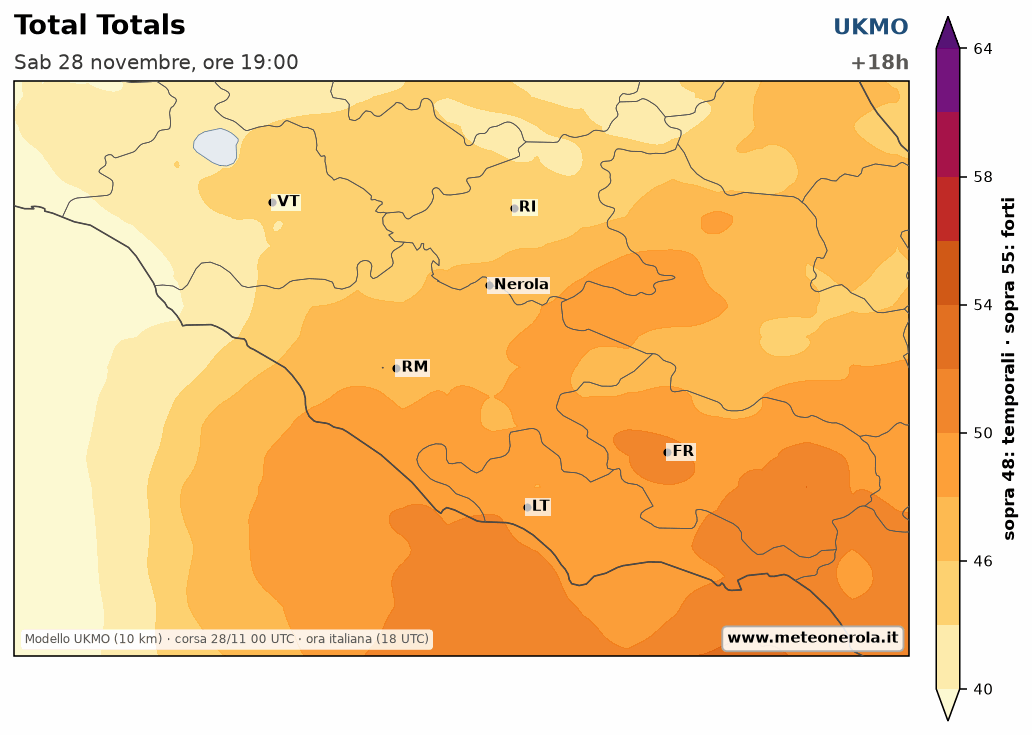 Total Totals
UKMO
Sab 28 novembre, ore 19:00
+18h
VT
RI
Nerola
RM
FR
LT
Modello UKMO (10 km) · corsa 28/11 00 UTC · ora italiana (18 UTC)
www.meteonerola.it
64
58
54
50
46
40
sopra 48: temporali · sopra 55: forti